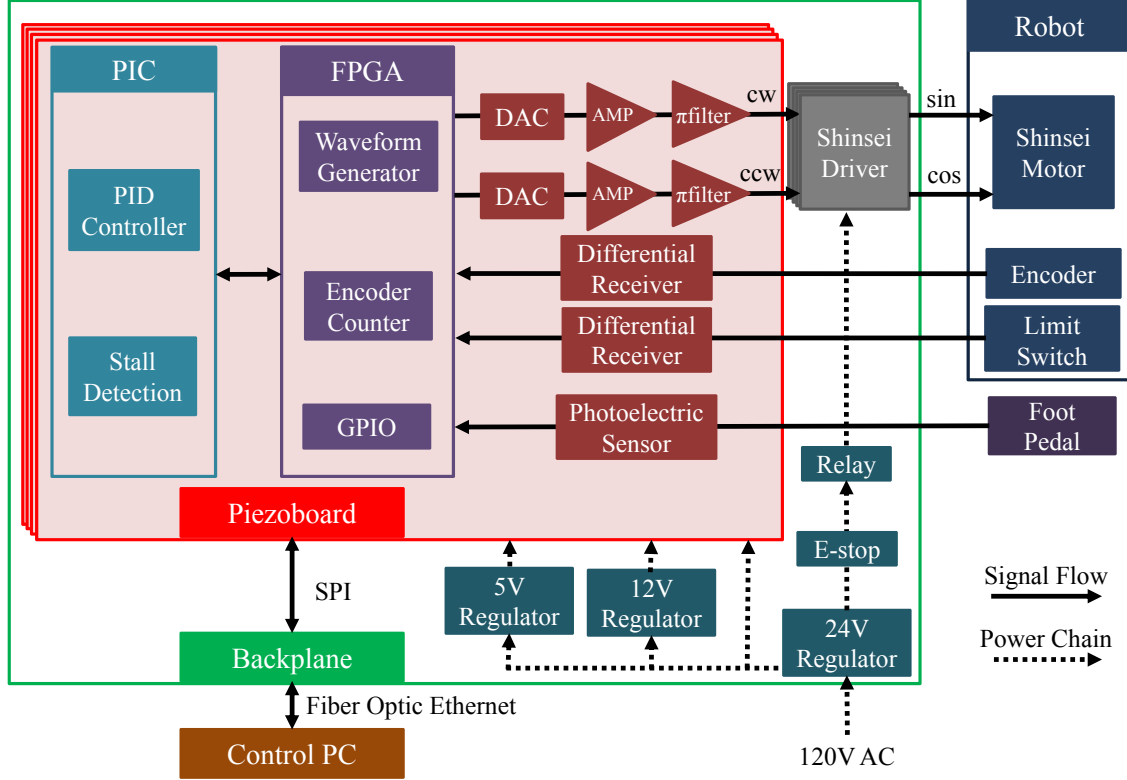 Robot
PIC
FPGA
cw
sin
DAC
AMP
πfilter
Waveform
Generator
Shinsei
Driver
Shinsei
Motor
PID
Controller
ccw
cos
DAC
AMP
πfilter
Differential
Receiver
Encoder
Encoder
Counter
Differential
Receiver
Limit
Switch
Stall
Detection
GPIO
Photoelectric
Sensor
Foot
Pedal
Relay
Piezoboard
E-stop
SPI
5V
Regulator
12V
Regulator
24V
Regulator
Signal Flow
Power Chain
Backplane
Fiber Optic Ethernet
Control PC
120V AC